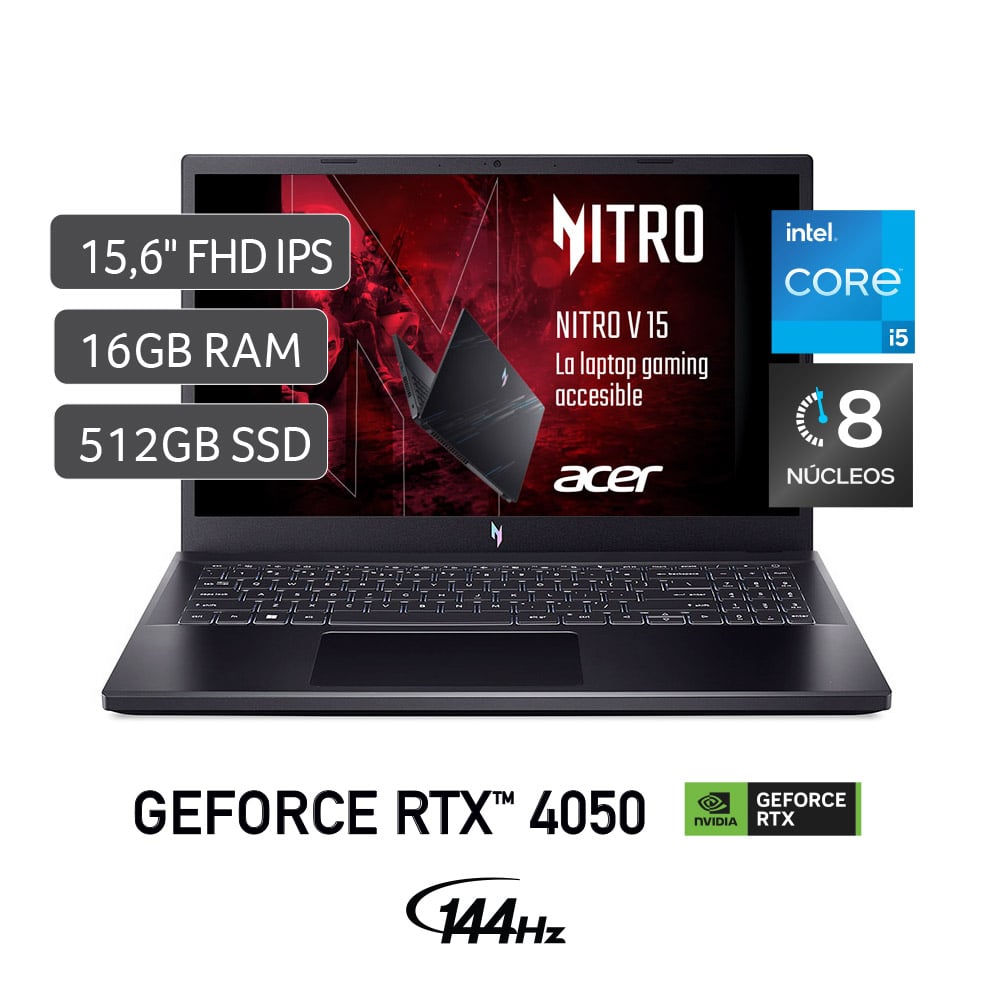 15,6" FHD IPS
16GB RAM
512GB SSD
NITRO
NITRO V 15
La laptop gaming
accesible
acer
intel.
CORE™
i5
8
NÚCLEOS
GEFORCE RTX™ 4050
NVIDIA
GEFORCE
RTX
144Hz